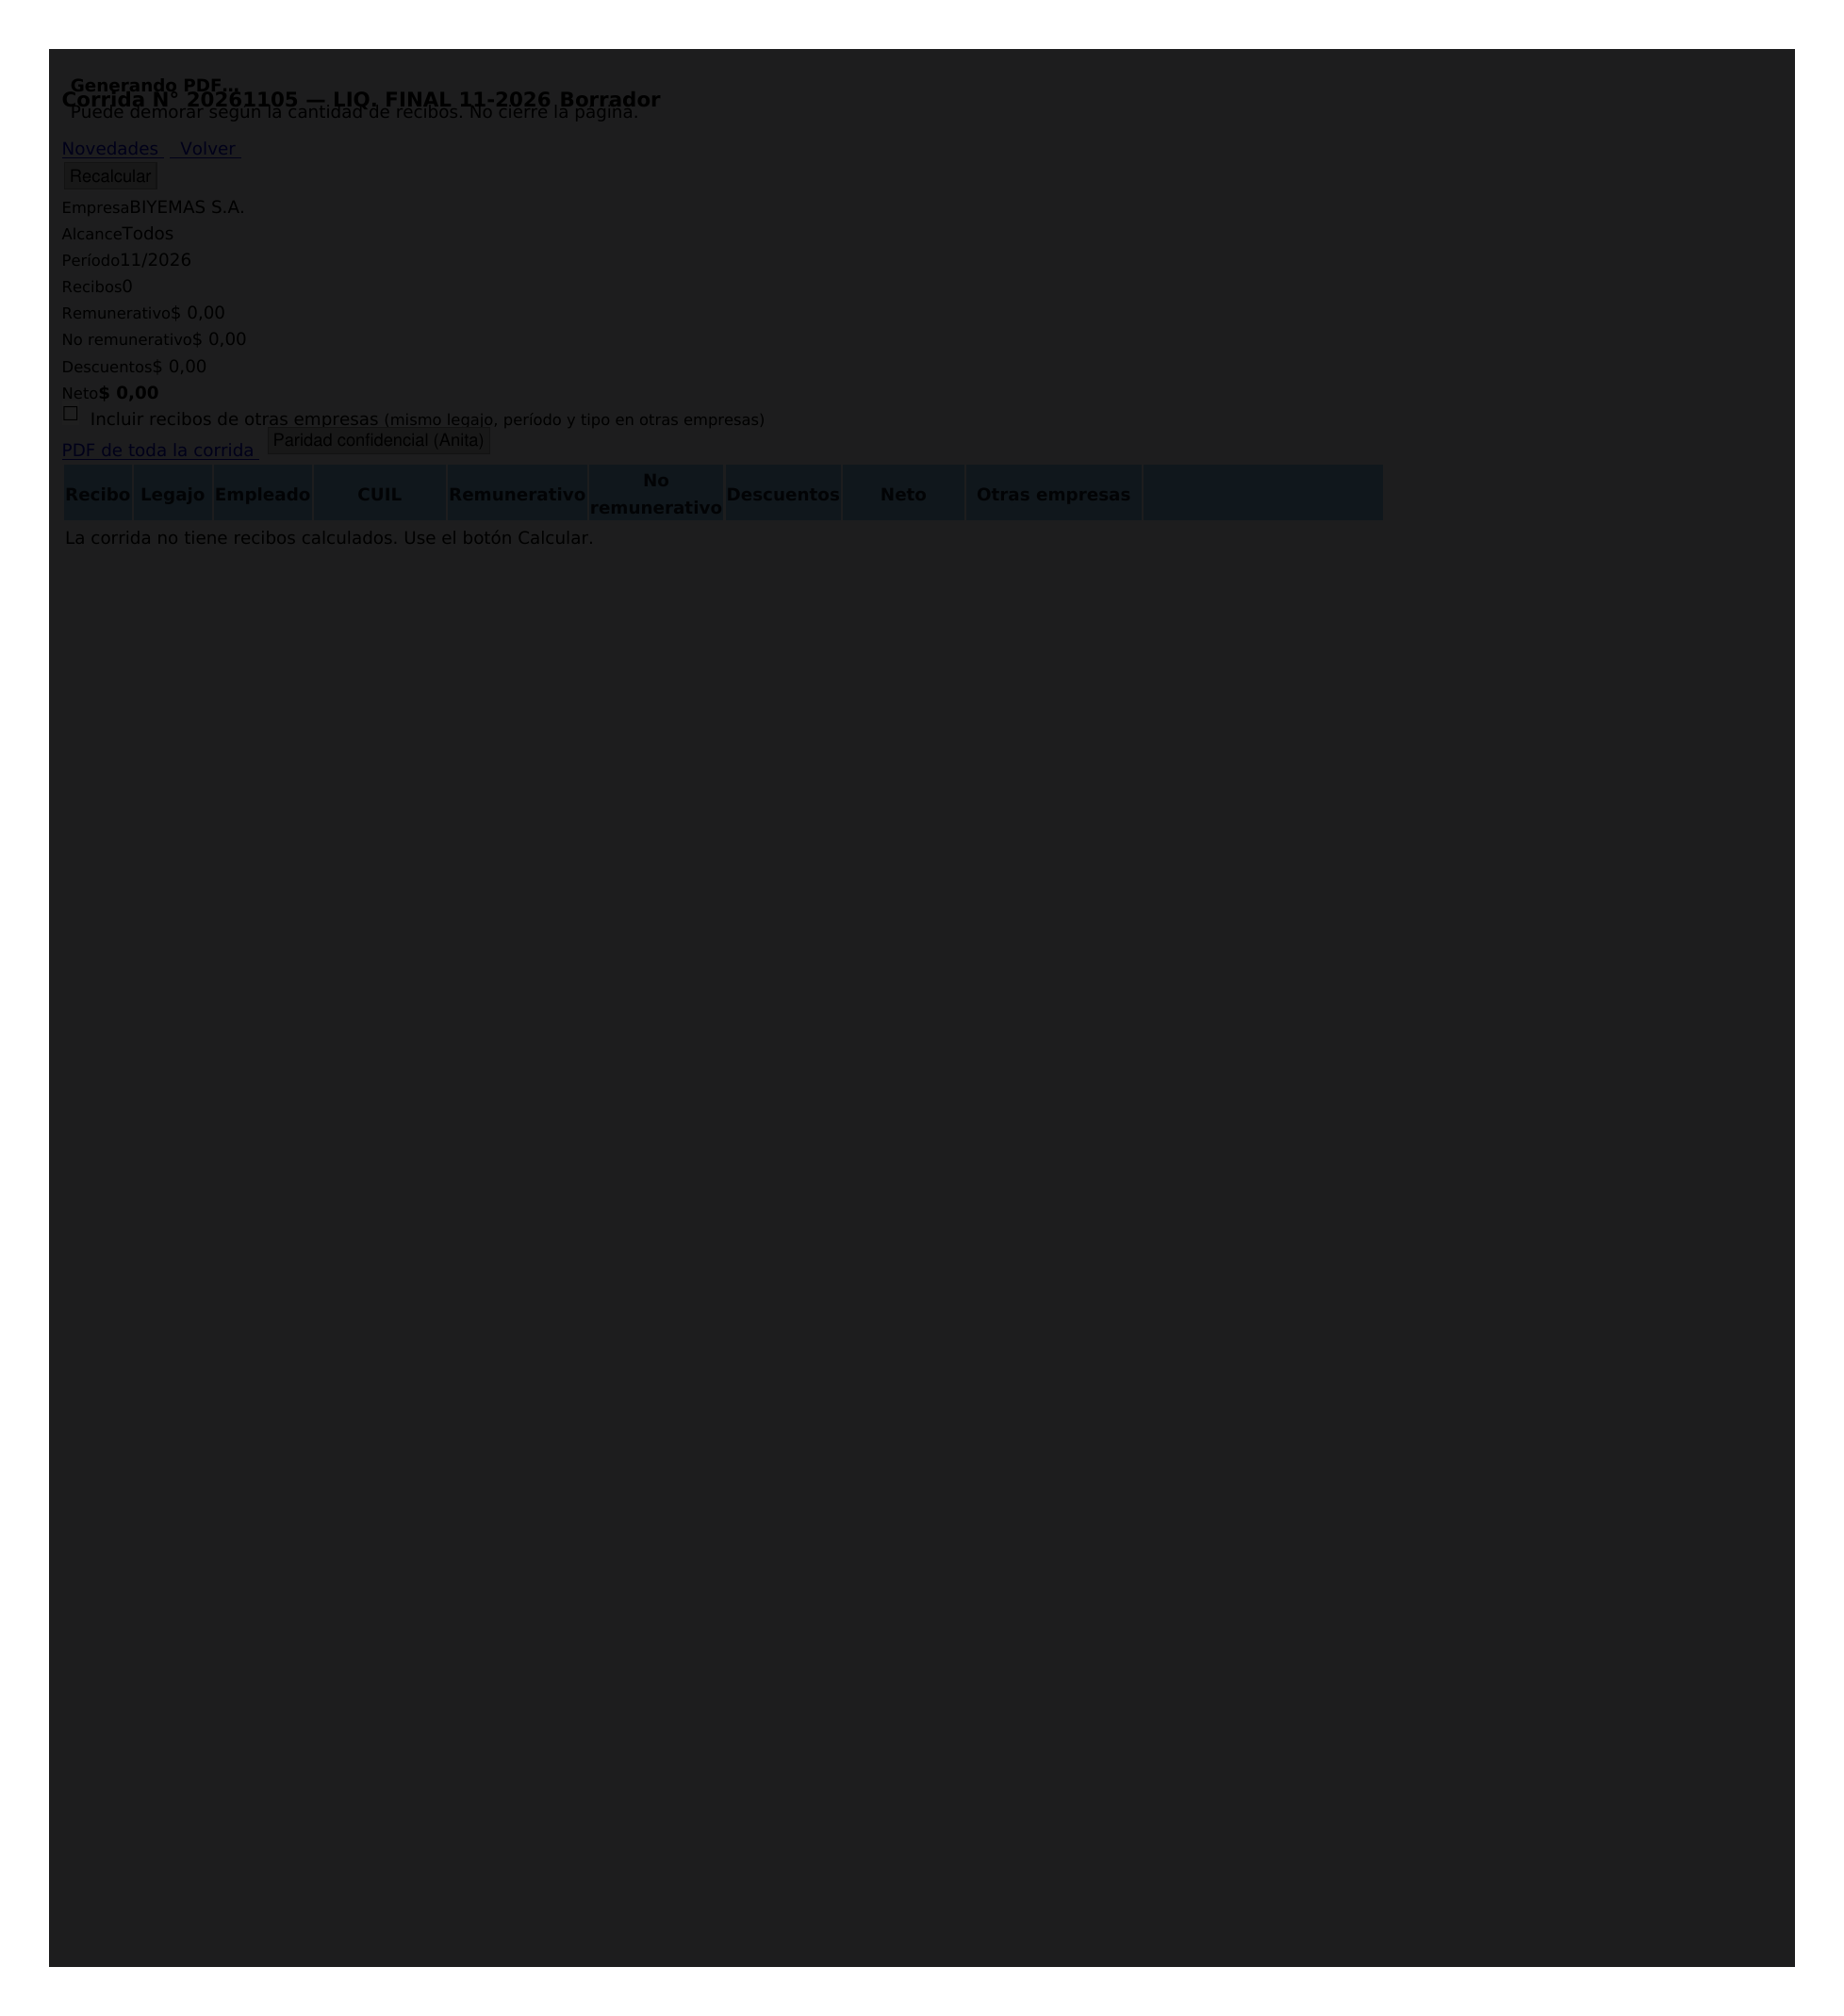 Generando PDF...
Corrida N° 20261105 — LIQ. FINAL 11-2026 Borrador
Puede demorar según la cantidad de recibos. No cierre la página.
Novedades Volver
Recalcular
EmpresaBIYEMAS S.A.
AlcanceTodos
Período11/2026
Recibos0
Remunerativo$ 0,00
No remunerativo$ 0,00
Descuentos$ 0,00
Neto$ 0,00
Incluir recibos de otras empresas (mismo legajo, período y tipo en otras empresas)
PDF de toda la corrida Paridad confidencial (Anita)
Recibo Legajo Empleado CUIL Remunerativo No remunerativo Descuentos Neto Otras empresas
La corrida no tiene recibos calculados. Use el botón Calcular.